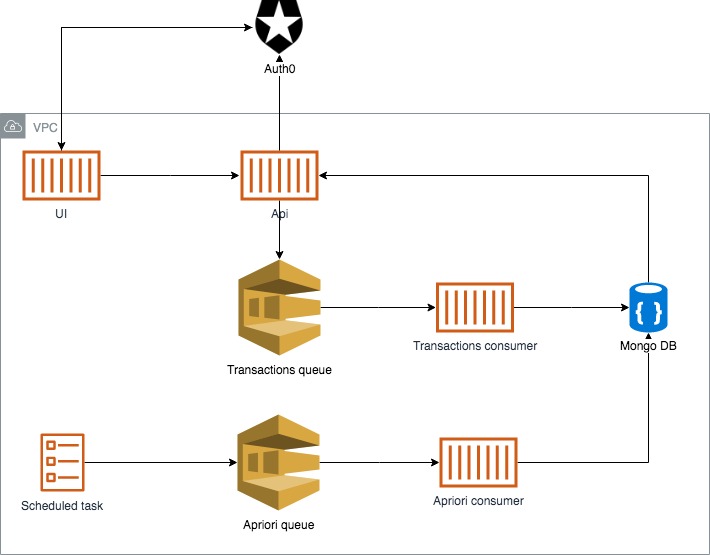 Auth0
VPC
UI
Api
Transactions queue
Transactions consumer
{ }
Mongo DB
Scheduled task
Apriori queue
Apriori consumer